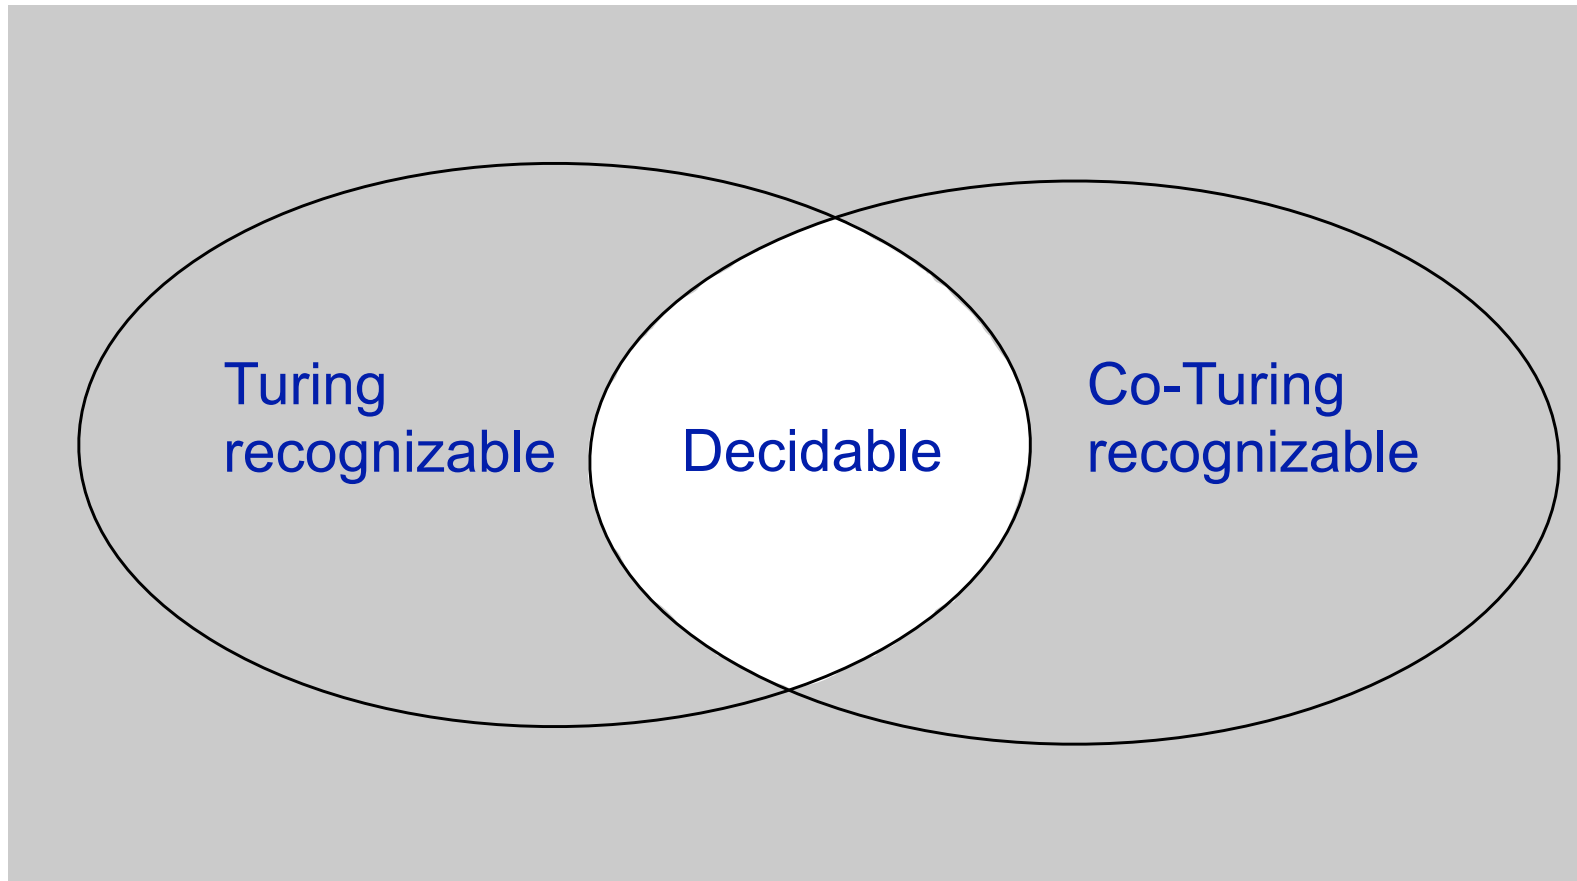 Turing
recognizable
Decidable
Co-Turing
recognizable